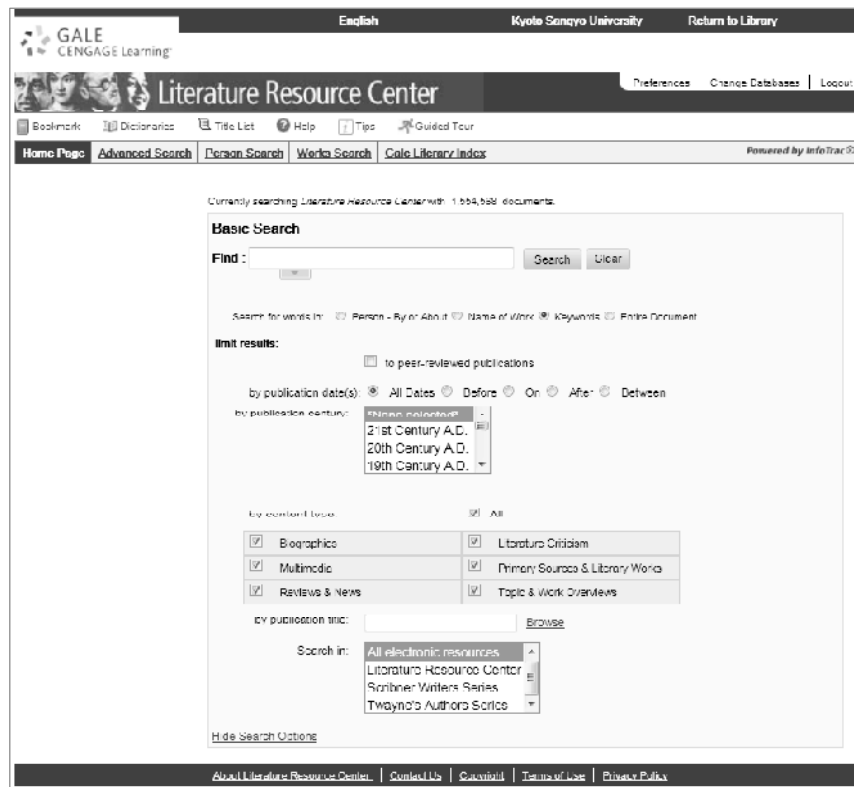 English Kyoto Sangyo University Return to Library
GALE
CENGAGE Learning
Literature Resource Center
Preferences Change Databases Logout
Bookmark Dictionaries Title List Help Tips Guided Tour
Home Page Advanced Search Person Search Works Search Gale Literary Index Powered by InfoTrac®
Currently searching Literature Resource Center with documents.
Basic Search
Find : Search Clear
Search for words in: Person - By or About Name of Work Keywords Entire Document
limit results:
to peer-reviewed publications
by publication date(s): All Dates Before On After Between
by publication century: *None selected*
21st Century A.D.
20th Century A.D.
19th Century A.D.
by content type: All
Biographies Literature Criticism
Multimedia Primary Sources & Literary Works
Reviews & News Topic & Work Overviews
by publication title: Browse
Search in: All electronic resources
Literature Resource Center
Scribner Writers Series
Twayne's Authors Series
Hide Search Options
About Literature Resource Center Contact Us Copyright Terms of Use Privacy Policy